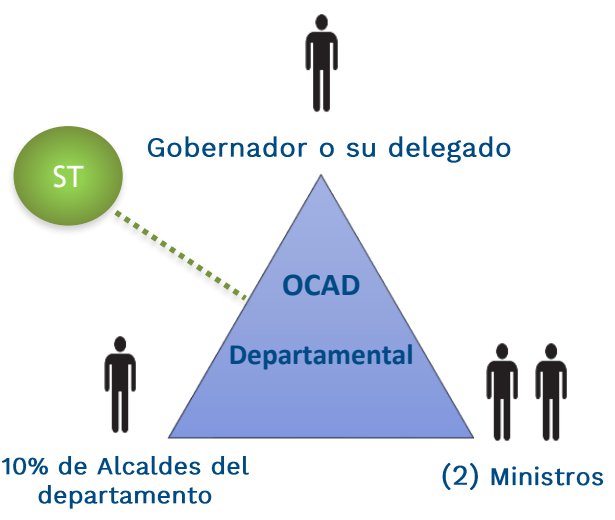 Gobernador o su delegado
ST
OCAD
Departamental
10% de Alcaldes del
departamento
(2) Ministros